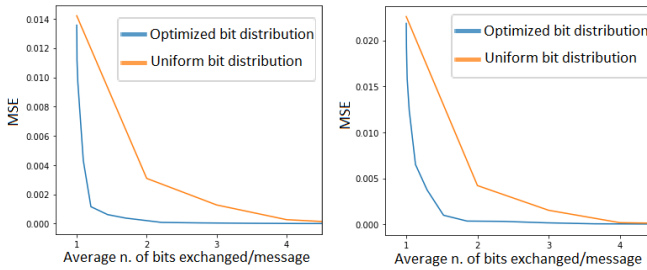 0.014
0.012
0.010
0.008
0.006
0.004
0.002
0.000
MSE
Optimized bit distribution
Uniform bit distribution
1 2 3 4
Average n. of bits exchanged/message
0.020
0.015
0.010
0.005
0.000
MSE
Optimized bit distribution
Uniform bit distribution
1 2 3 4
Average n. of bits exchanged/message